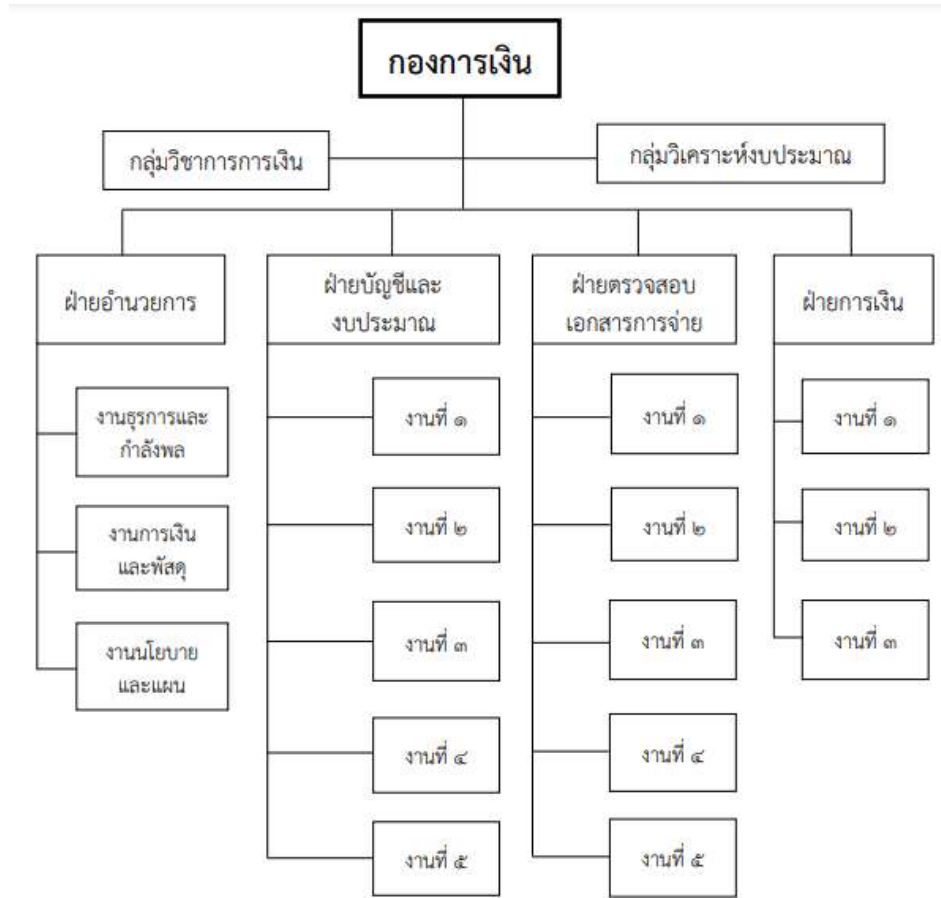 กองการเงิน
กลุ่มวิชาการการเงิน
กลุ่มวิเคราะห์งบประมาณ
ฝ่ายอำนวยการ
งานธุรการและ
กำลังพล
งานการเงิน
และพัสดุ
งานนโยบาย
และแผน
ฝ่ายบัญชีและ
งบประมาณ
งานที่ ๑
งานที่ ๒
งานที่ ๓
งานที่ ๔
งานที่ ๕
ฝ่ายตรวจสอบ
เอกสารการจ่าย
งานที่ ๑
งานที่ ๒
งานที่ ๓
งานที่ ๔
งานที่ ๕
ฝ่ายการเงิน
งานที่ ๑
งานที่ ๒
งานที่ ๓